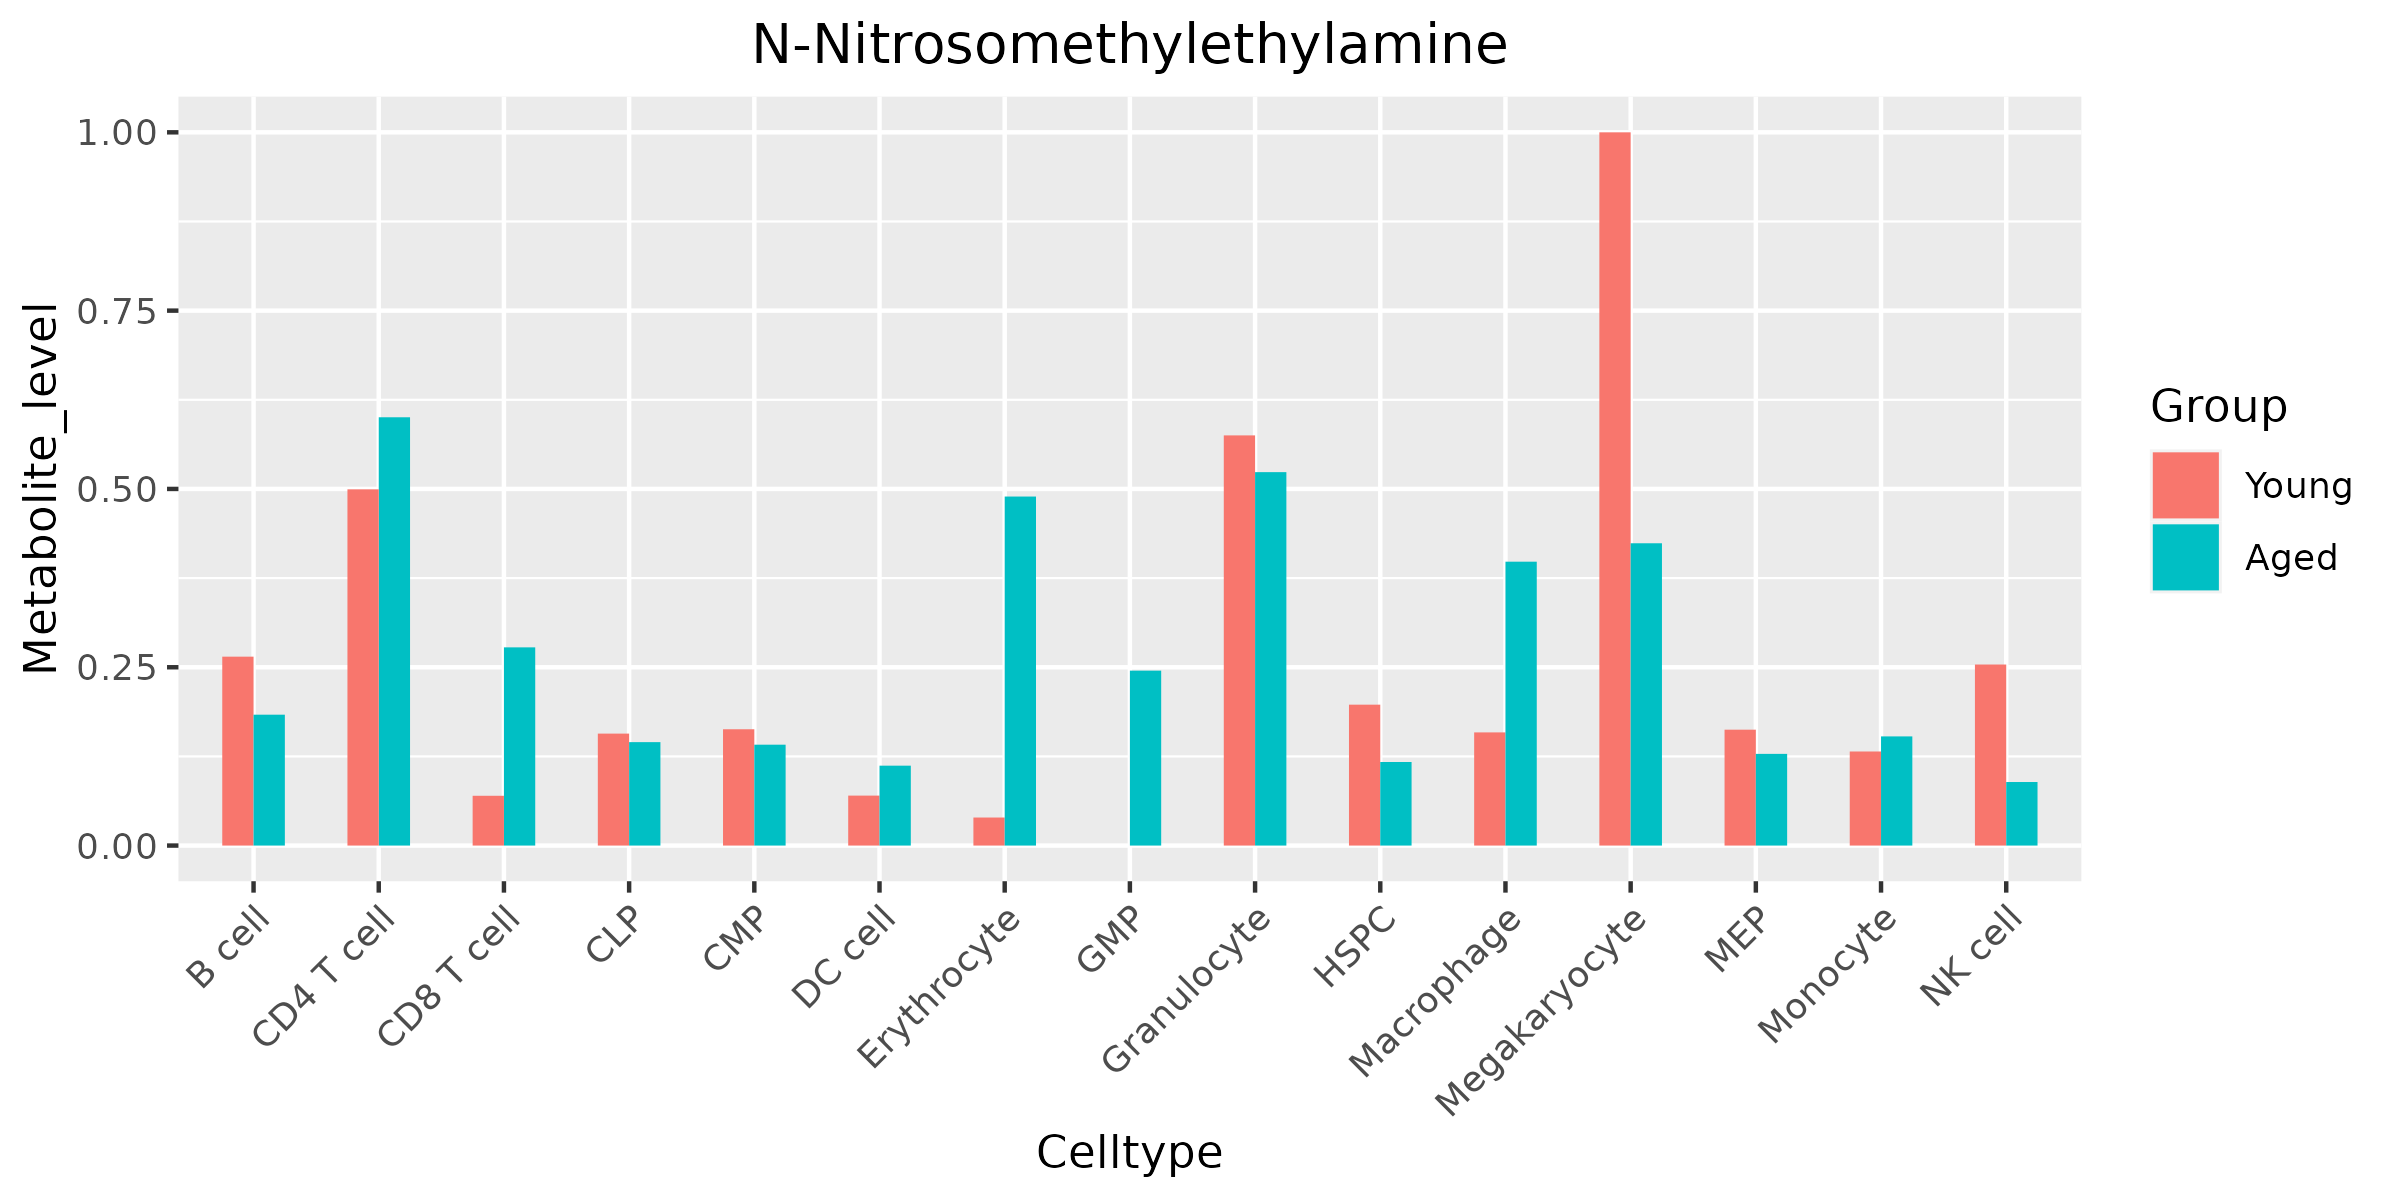 N-Nitrosomethylethylamine
Metabolite_level
1.00
0.75
0.50
0.25
0.00
B cell
CD4 T cell
CD8 T cell
CLP
CMP
DC cell
Erythrocyte
GMP
Granulocyte
HSPC
Macrophage
Megakaryocyte
MEP
Monocyte
NK cell
Celltype
Group
Young
Aged